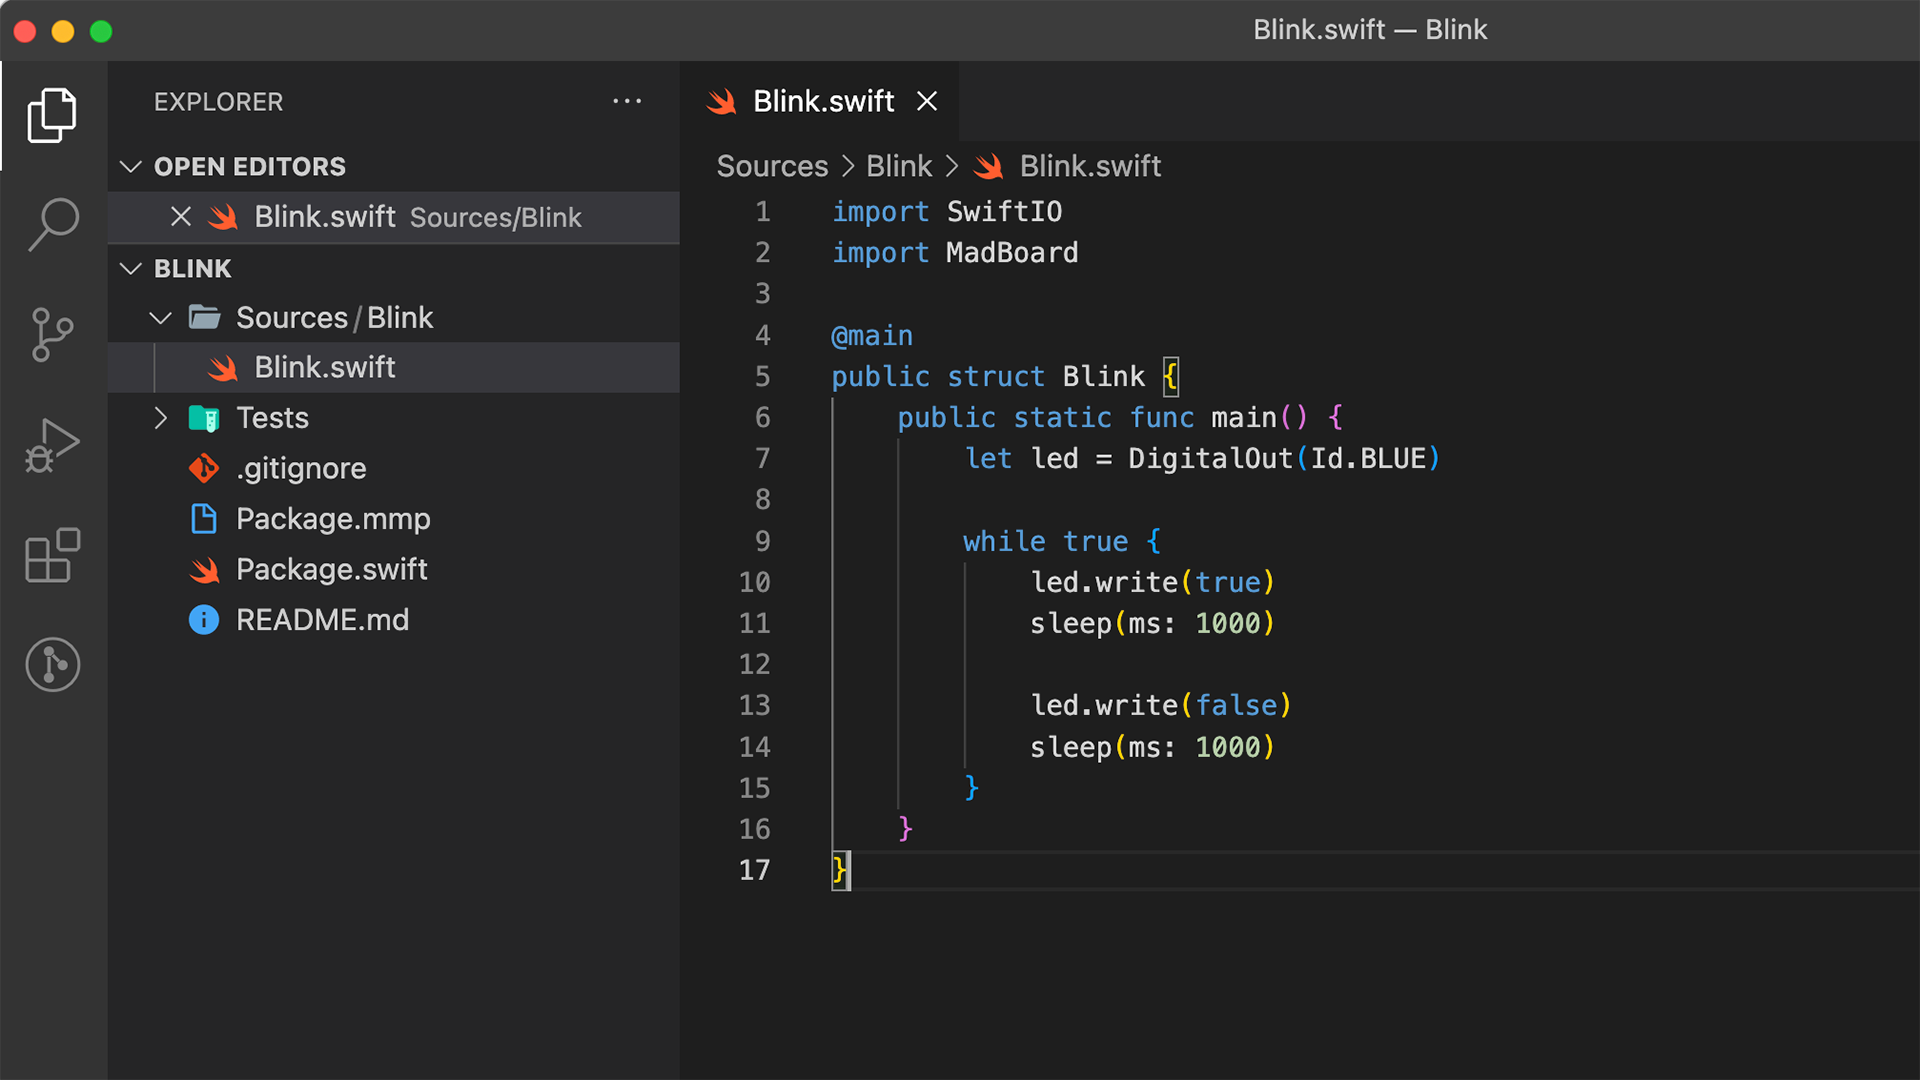 Blink.swift — Blink
EXPLORER
OPEN EDITORS
Blink.swift Sources/Blink
BLINK
Sources / Blink
Blink.swift
Tests
.gitignore
Package.mmp
Package.swift
README.md
Blink.swift
Sources > Blink > Blink.swift
1 import SwiftIO
2 import MadBoard
3
4 @main
5 public struct Blink {
6     public static func main() {
7         let led = DigitalOut(Id.BLUE)
8
9         while true {
10             led.write(true)
11             sleep(ms: 1000)
12
13             led.write(false)
14             sleep(ms: 1000)
15         }
16     }
17 }